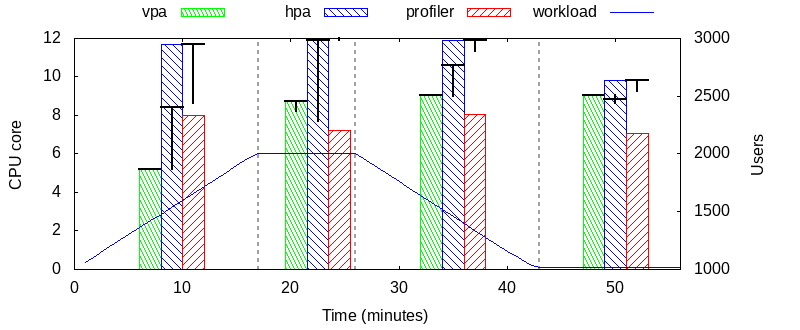 vpa hpa profiler workload
12 3000
10 2500
8
6 2000
4 1500
2
0 1000
CPU core
Users
0 10 20 30 40 50
Time (minutes)